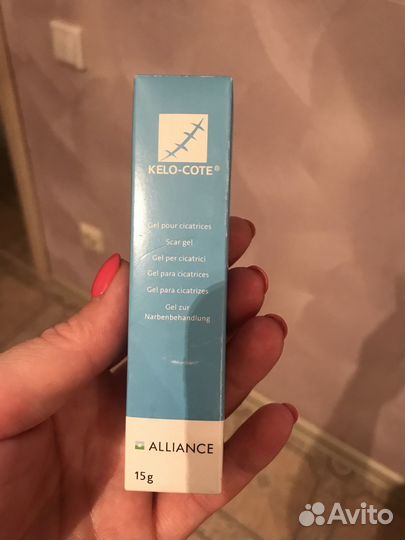 KELO-COTE®
Gel pour cicatrices
Scar gel
Gel per cicatrici
Gel para cicatrices
Gel para cicatrizes
Gel zur
Narbenbehandlung
ALLIANCE
15g
Avito